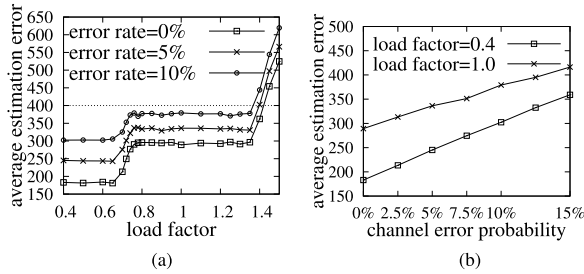 (a)
average estimation error
650
600
550
500
450
400
350
300
250
200
150
error rate=0%
error rate=5%
error rate=10%
0.4 0.6 0.8 1 1.2 1.4
load factor
(a)
(b)
average estimation error
500
450
400
350
300
250
200
150
load factor=0.4
load factor=1.0
0% 2.5% 5% 7.5% 10% 15%
channel error probability
(b)